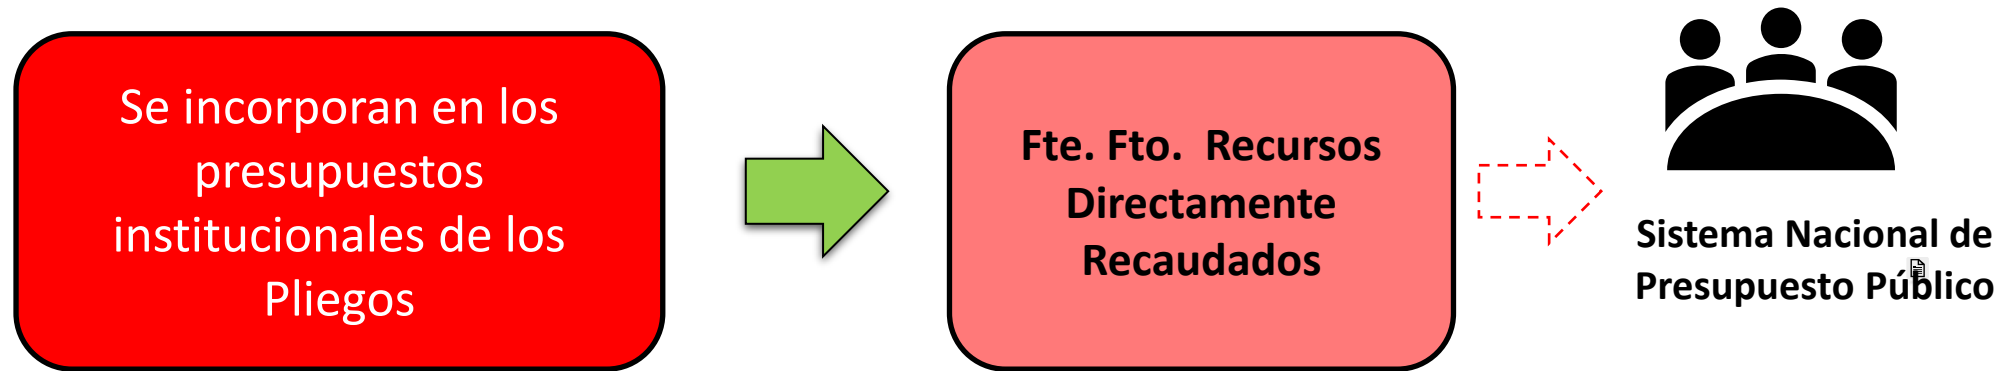 Se incorporan en los
presupuestos
institucionales de los
Pliegos
Fte. Fto.  Recursos
Directamente
Recaudados
Sistema Nacional de
Presupuesto Público